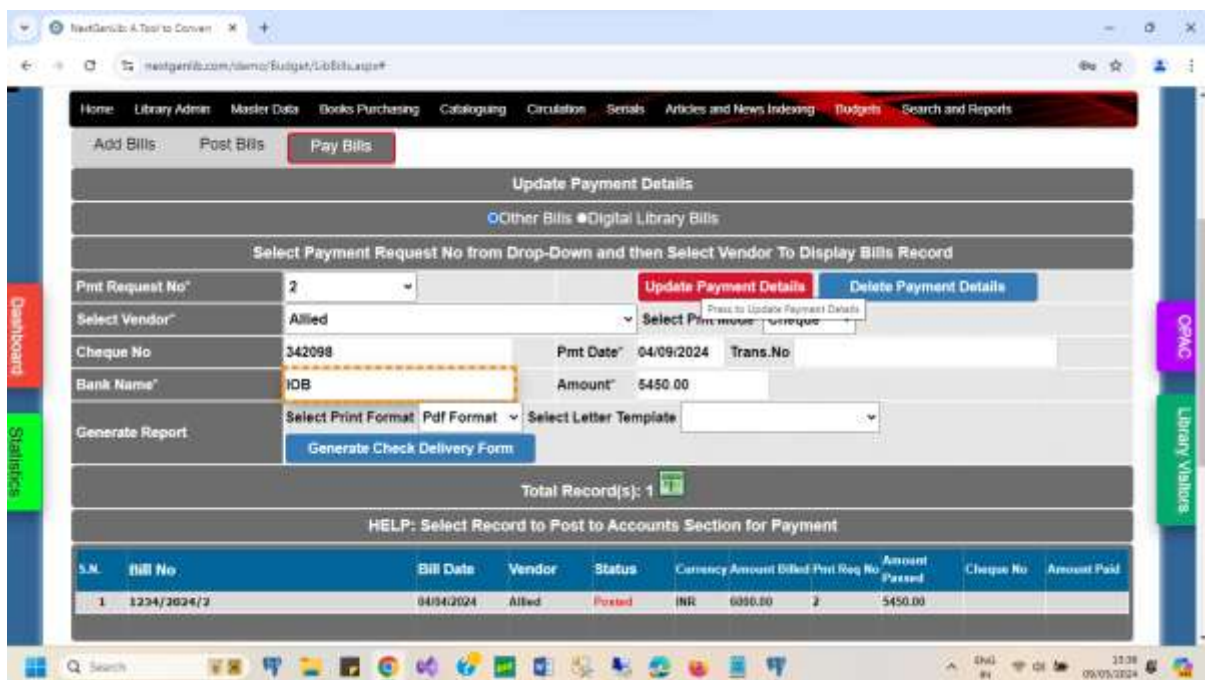 NextGenLib: A Tool to Conver
nextgenlib.com/demo/Budget/LibBills.aspx#
Home Library Admin Master Data Books Purchasing Cataloguing Circulation Serials Articles and News Indexing Budgets Search and Reports
Add Bills Post Bills Pay Bills
Update Payment Details
Other Bills Digital Library Bills
Select Payment Request No from Drop-Down and then Select Vendor To Display Bills Record
Pmt Request No* 2 Update Payment Details Delete Payment Details
Press to Update Payment Details
Select Vendor* Allied Select Pmt Mode Cheque
Cheque No 342098 Pmt Date* 04/09/2024 Trans.No
Bank Name* IOB Amount* 5450.00
Generate Report Select Print Format Pdf Format Select Letter Template
Generate Check Delivery Form
Total Record(s): 1
HELP: Select Record to Post to Accounts Section for Payment
S.N. Bill No Bill Date Vendor Status Currency Amount Billed Pmt Req No Amount Passed Cheque No Amount Paid
1 1234/2024/2 04/04/2024 Allied Posted INR 6000.00 2 5450.00
Dashboard
Statistics
OPAC
Library Visitors
Search
ENG
IN